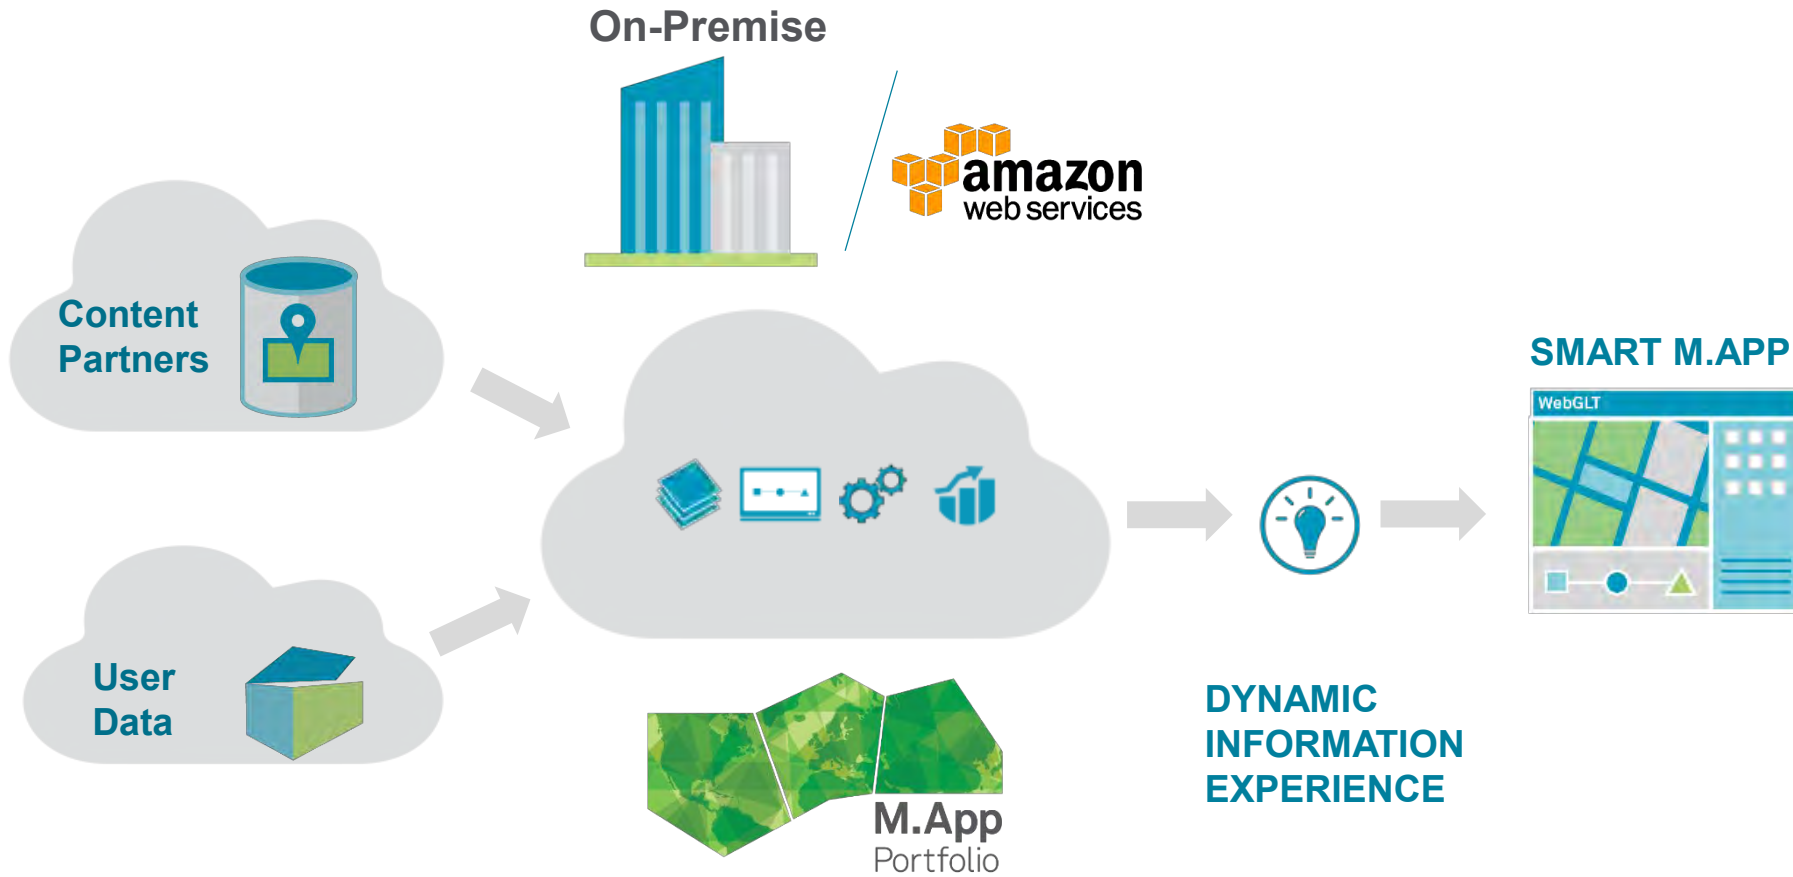 On-Premise
amazon
web services
Content
Partners
SMART M.APP
WebGLT
User
Data
DYNAMIC
INFORMATION
EXPERIENCE
M.App
Portfolio